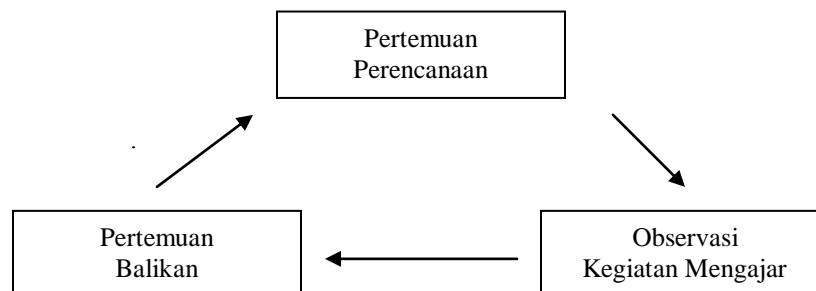 Pertemuan
Perencanaan
Pertemuan
Balikan
Observasi
Kegiatan Mengajar